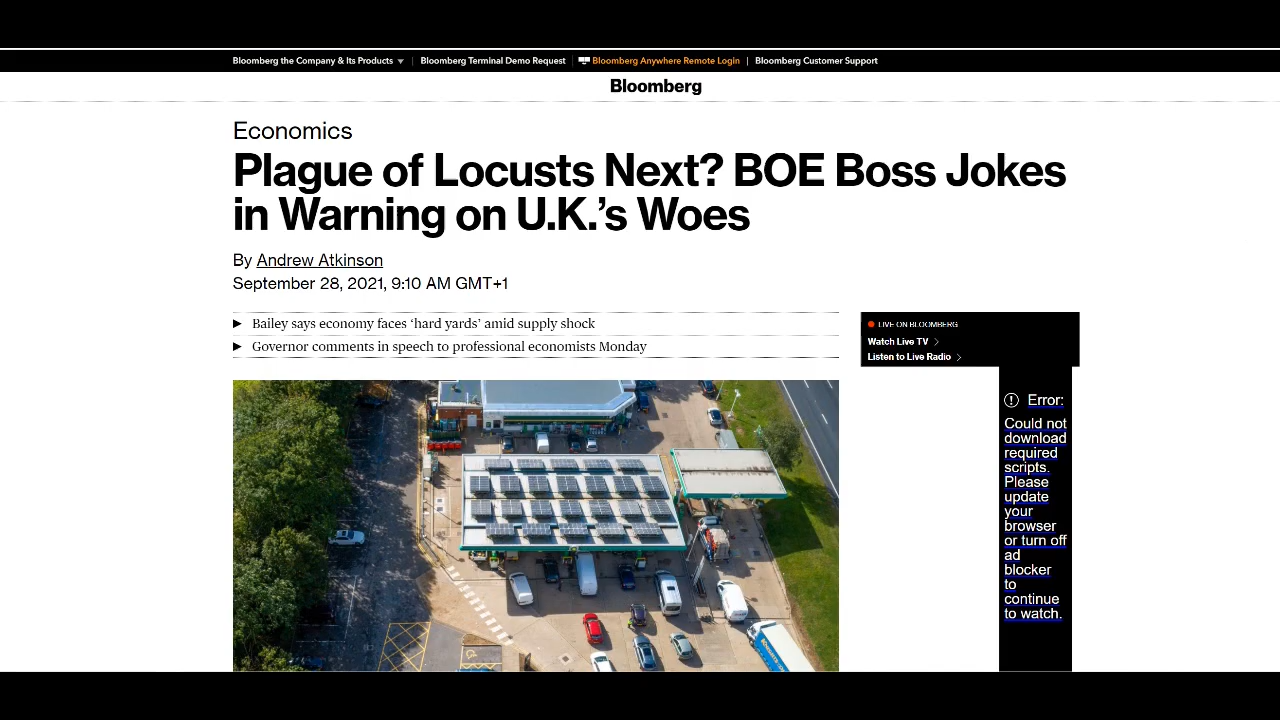 Bloomberg the Company & Its Products ▼ | Bloomberg Terminal Demo Request | Bloomberg Anywhere Remote Login | Bloomberg Customer Support
Bloomberg
Economics
Plague of Locusts Next? BOE Boss Jokes
in Warning on U.K.’s Woes
By Andrew Atkinson
September 28, 2021, 9:10 AM GMT+1
Bailey says economy faces ‘hard yards’ amid supply shock
Governor comments in speech to professional economists Monday
LIVE ON BLOOMBERG
Watch Live TV
Listen to Live Radio
Error:
Could not
download
required
scripts.
Please
update
your
browser
or turn off
ad
blocker
to
continue
to watch.